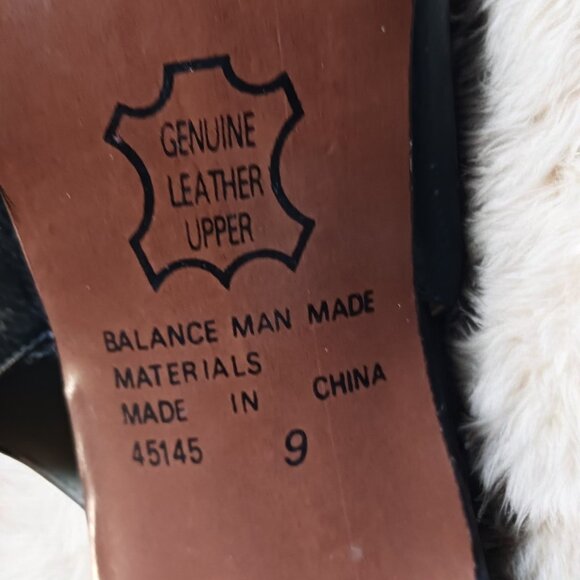 GENUINE
LEATHER
UPPER
BALANCE MAN MADE
MATERIALS
MADE IN CHINA
45145 9